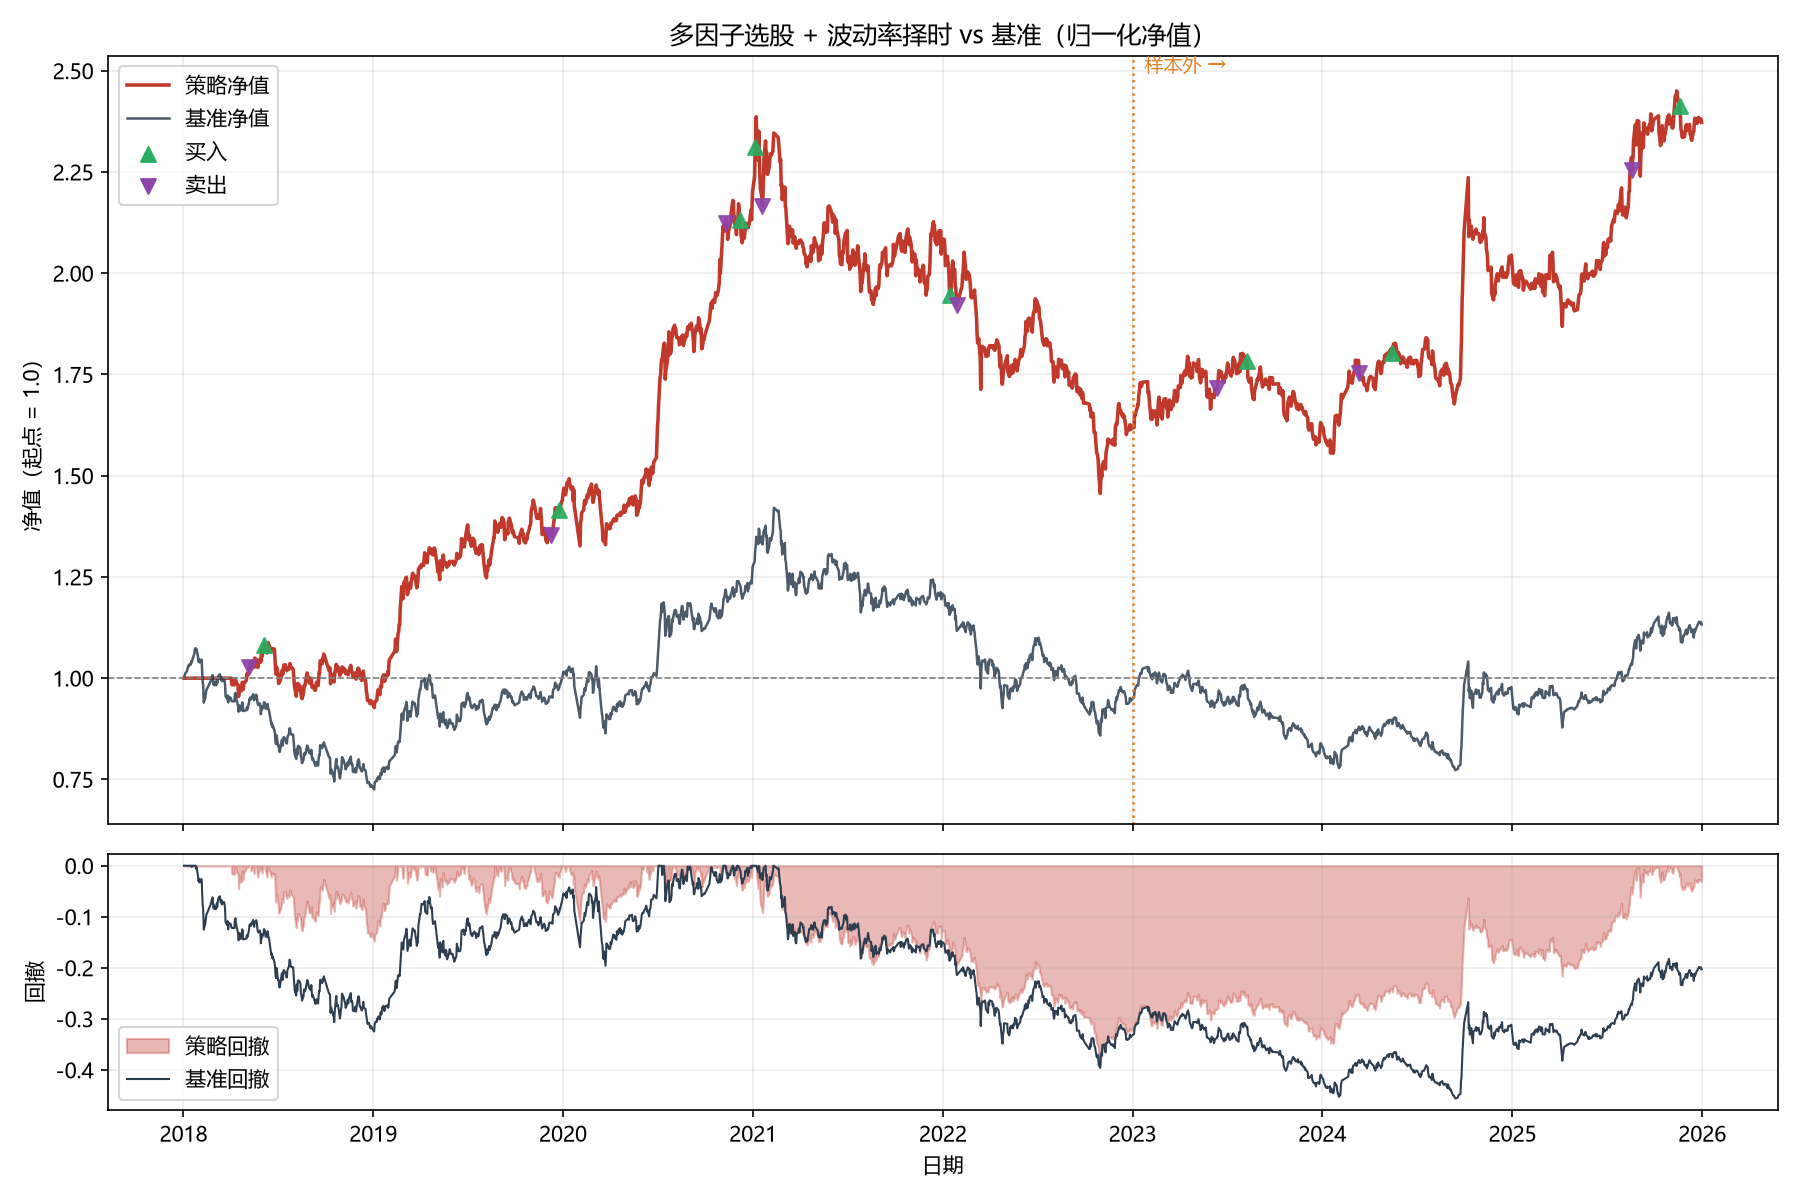 多因子选股 + 波动率择时 vs 基准（归一化净值）
样本外 →
策略净值
基准净值
买入
卖出
净值（起点 = 1.0）
2.50
2.25
2.00
1.75
1.50
1.25
1.00
0.75
回撤
0.0
-0.1
-0.2
-0.3
-0.4
策略回撤
基准回撤
2018 2019 2020 2021 2022 2023 2024 2025 2026
日期